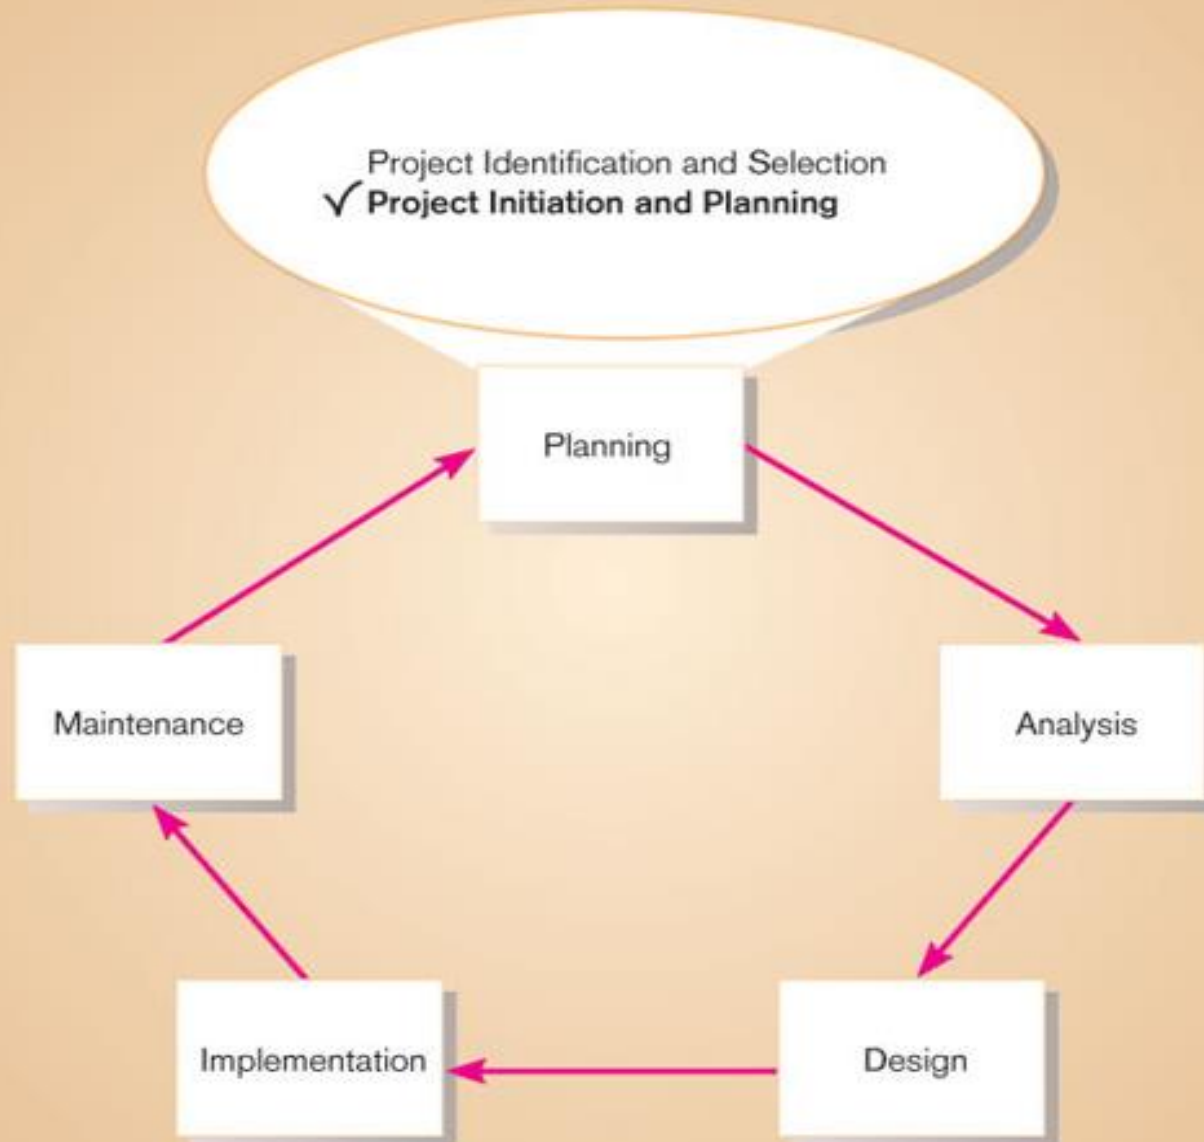 Project Identification and Selection
✓ Project Initiation and Planning
Planning
Maintenance
Analysis
Implementation
Design